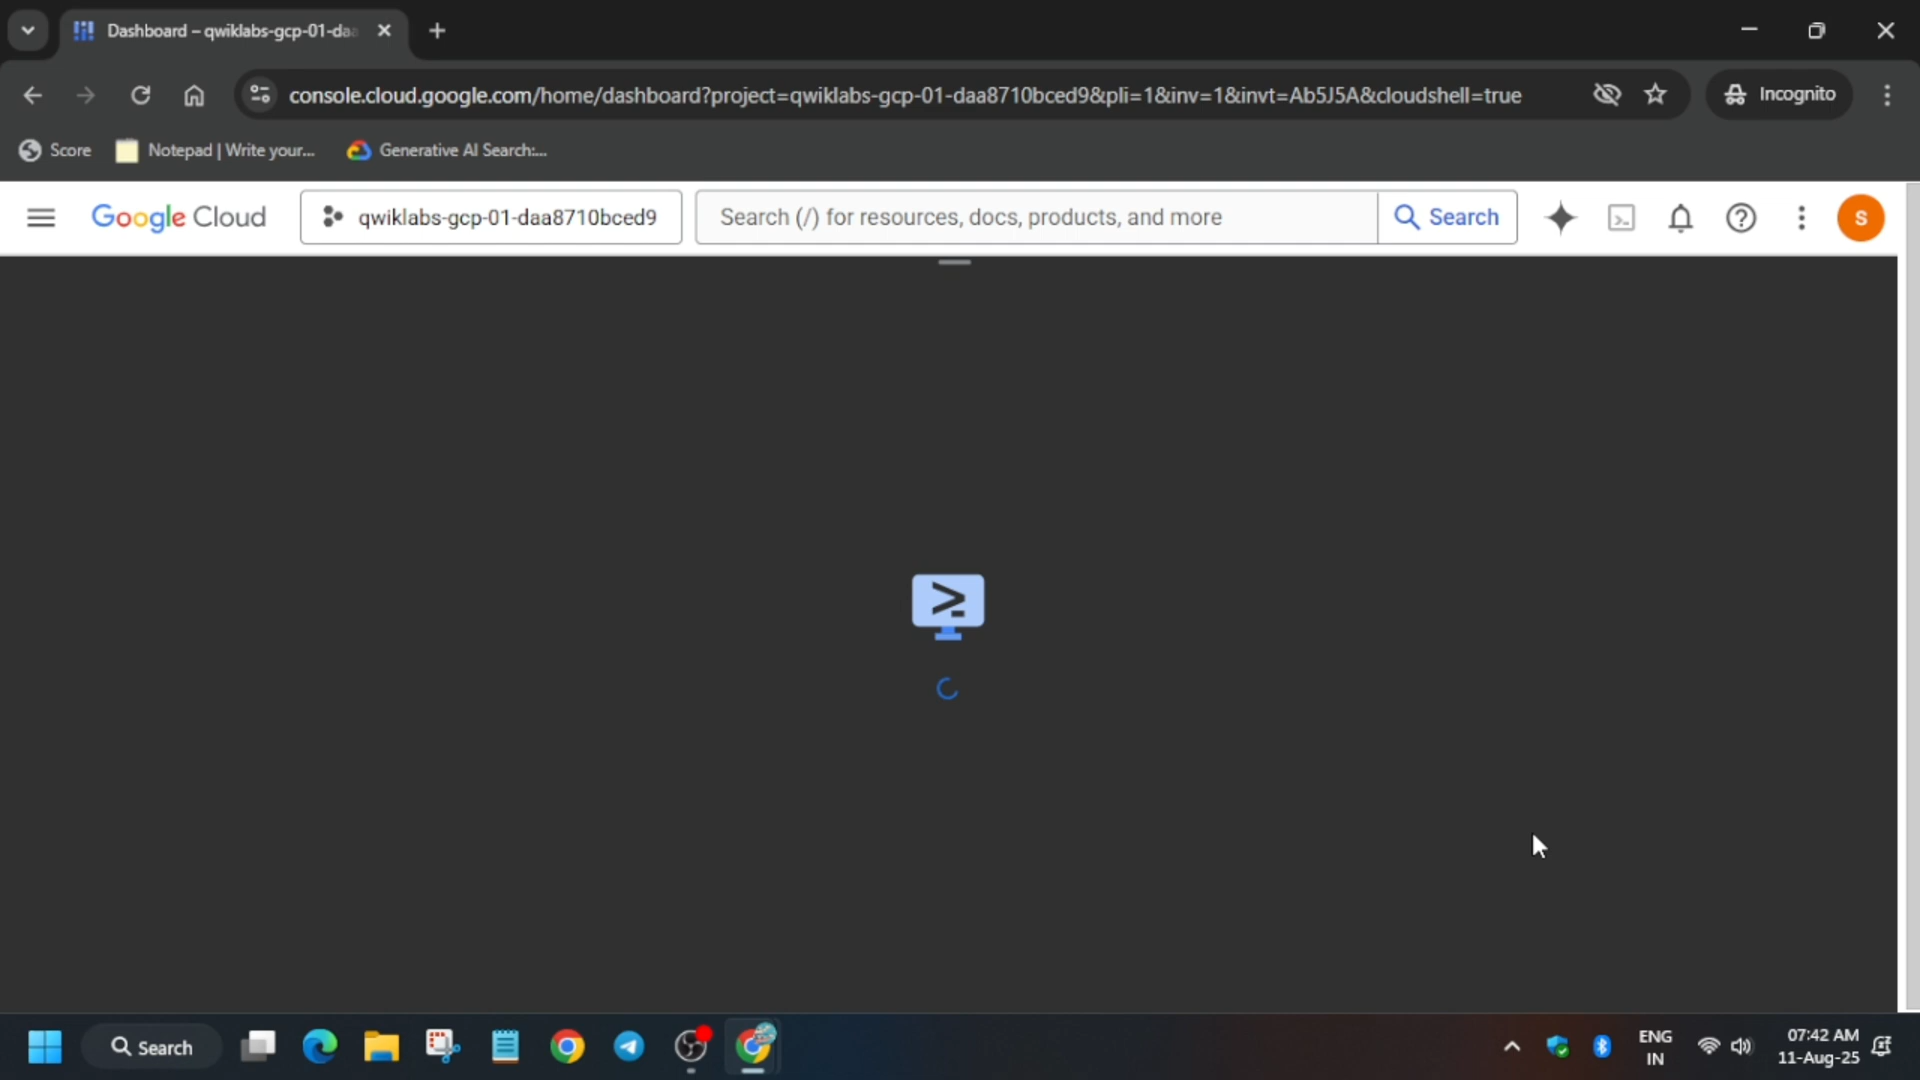 Dashboard – qwiklabs-gcp-01-daa
console.cloud.google.com/home/dashboard?project=qwiklabs-gcp-01-daa8710bced9&pli=1&inv=1&invt=Ab5J5A&cloudshell=true
Incognito
Score
Notepad | Write your...
Generative AI Search:...
Google Cloud
qwiklabs-gcp-01-daa8710bced9
Search (/) for resources, docs, products, and more
Search
S
Search
ENG
IN
07:42 AM
11-Aug-25